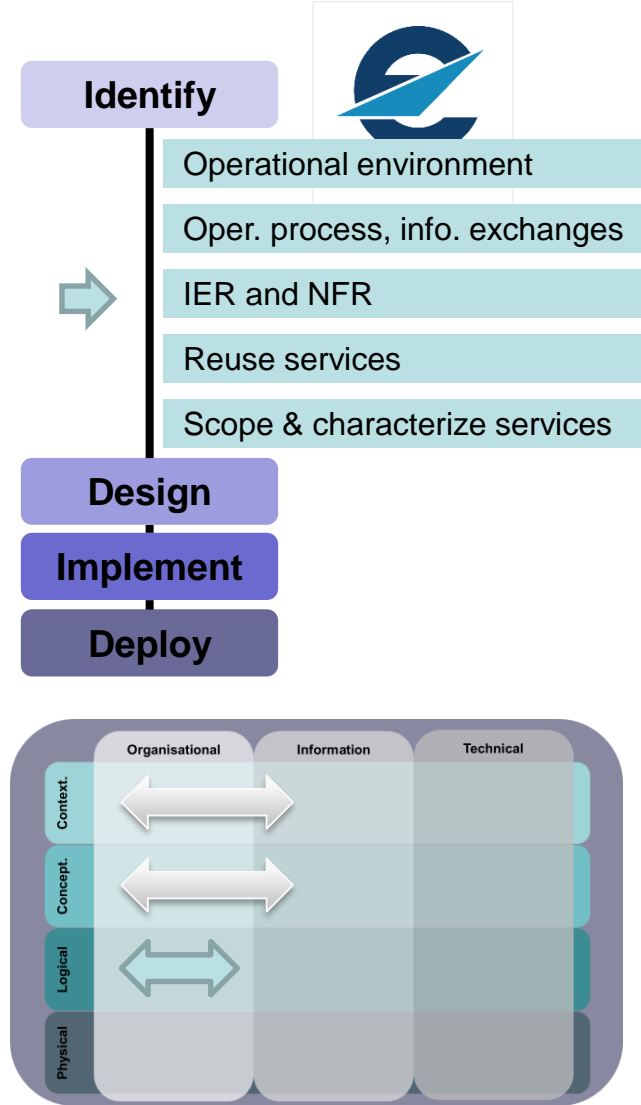 Identify
Operational environment
Oper. process, info. exchanges
IER and NFR
Reuse services
Scope & characterize services
Design
Implement
Deploy
Organisational Information Technical
Context.
Concept.
Logical
Physical